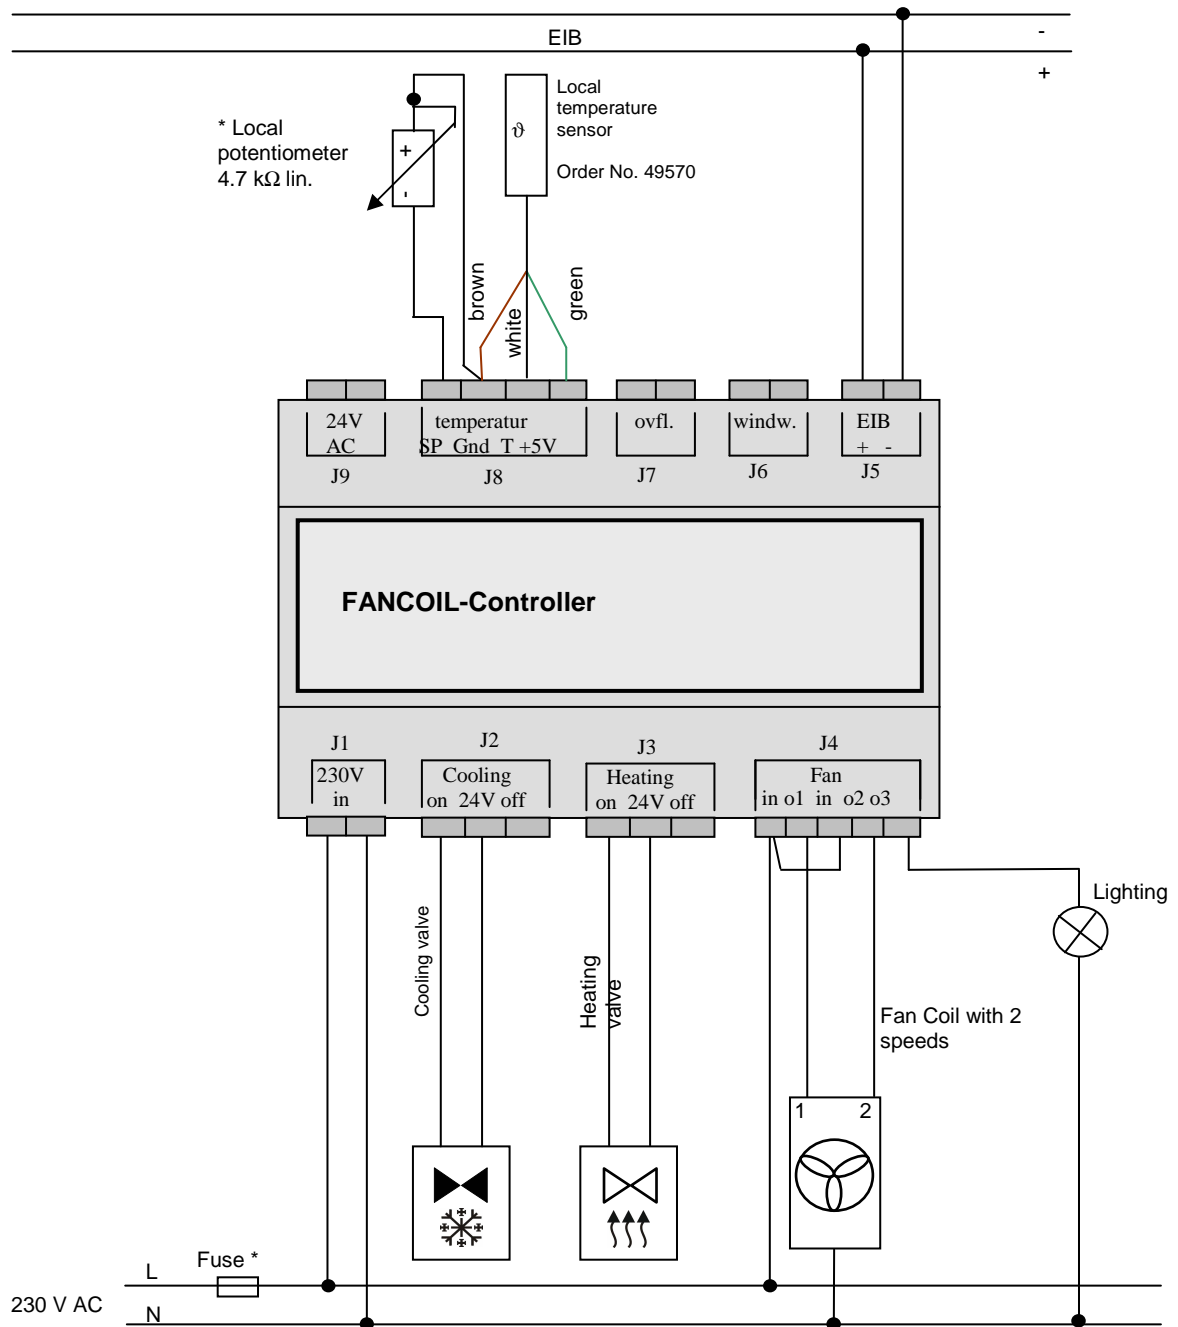 EIB
-
+
* Local
potentiometer
4.7 kΩ lin.
+
-
ϑ
Local
temperature
sensor
Order No. 49570
brown
white
green
24V
AC
J9
temperatur
SP Gnd T +5V
J8
ovfl.
J7
windw.
J6
EIB
+ -
J5
FANCOIL-Controller
J1
230V
in
J2
Cooling
on 24V off
J3
Heating
on 24V off
J4
Fan
in o1 in o2 o3
Cooling valve
Heating
valve
Lighting
Fan Coil with 2
speeds
1 2
Fuse *
L
230 V AC
N